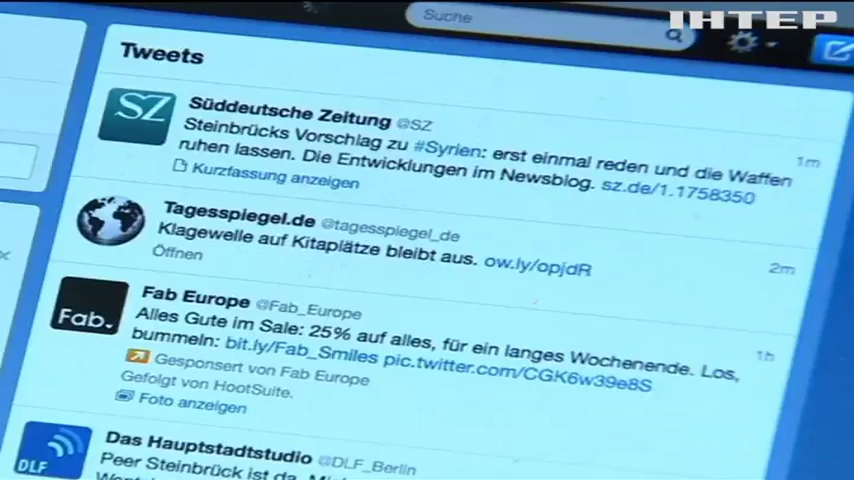 Suche
ІНТЕР
Tweets
SZ
Süddeutsche Zeitung @SZ
1m
Steinbrücks Vorschlag zu #Syrien: erst einmal reden und die Waffen
ruhen lassen. Die Entwicklungen im Newsblog. sz.de/1.1758350
Kurzfassung anzeigen
Tagesspiegel.de @tagesspiegel_de
2m
Klagewelle auf Kitaplätze bleibt aus. ow.ly/opjdR
Öffnen
Fab.
Fab Europe @Fab_Europe
1h
Alles Gute im Sale: 25% auf alles, für ein langes Wochenende. Los,
bummeln: bit.ly/Fab_Smiles pic.twitter.com/CGK6w39e8S
Gesponsert von Fab Europe
Gefolgt von HootSuite.
Foto anzeigen
DLF
Das Hauptstadtstudio @DLF_Berlin
Peer Steinbrück ist da.